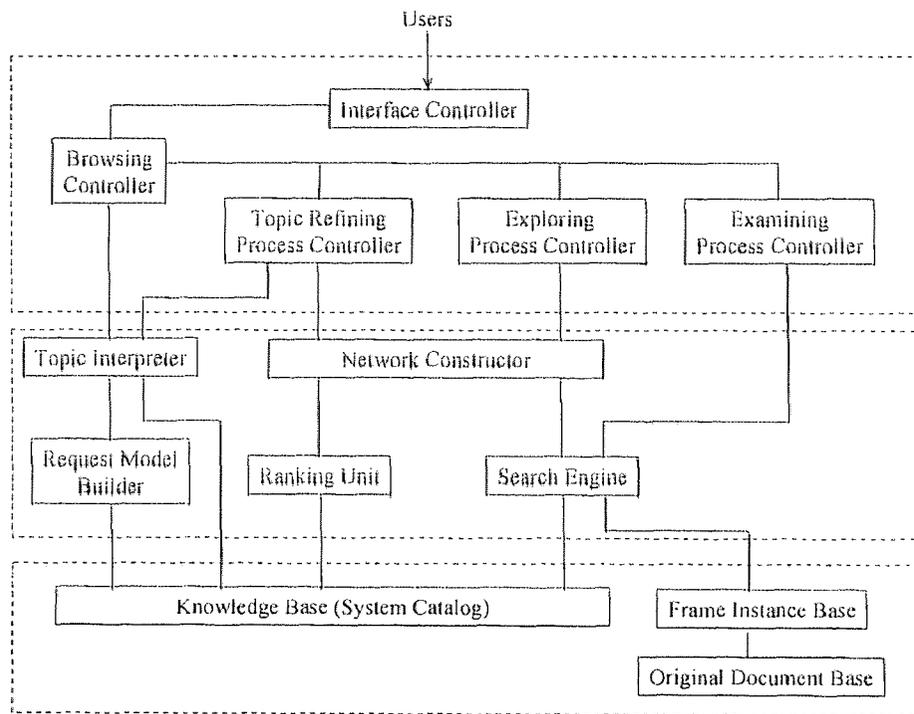 Users
Interface Controller
Browsing
Controller
Topic Refining
Process Controller
Exploring
Process Controller
Examining
Process Controller
Topic Interpreter
Network Constructor
Request Model
Builder
Ranking Unit
Search Engine
Knowledge Base (System Catalog)
Frame Instance Base
Original Document Base